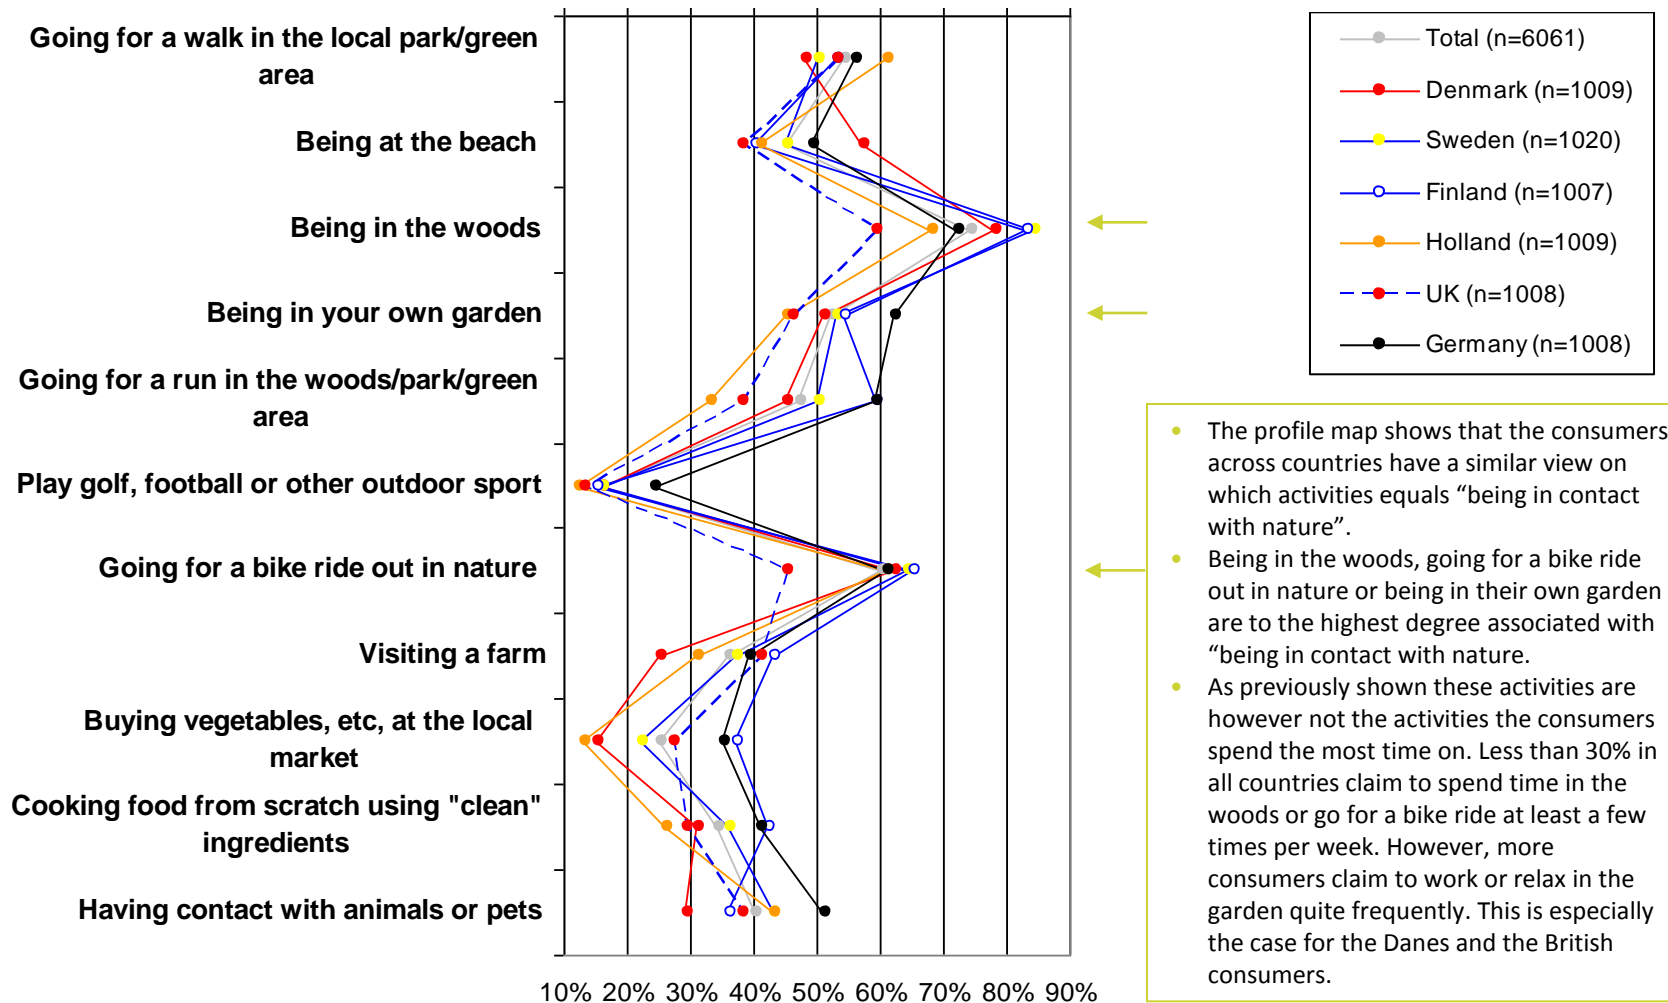 Going for a walk in the local park/green
area
Being at the beach
Being in the woods
Being in your own garden
Going for a run in the woods/park/green
area
Play golf, football or other outdoor sport
Going for a bike ride out in nature
Visiting a farm
Buying vegetables, etc, at the local
market
Cooking food from scratch using "clean"
ingredients
Having contact with animals or pets
10% 20% 30% 40% 50% 60% 70% 80% 90%
Total (n=6061)
Denmark (n=1009)
Sweden (n=1020)
Finland (n=1007)
Holland (n=1009)
UK (n=1008)
Germany (n=1008)
• The profile map shows that the consumers
across countries have a similar view on
which activities equals “being in contact
with nature”.
• Being in the woods, going for a bike ride
out in nature or being in their own garden
are to the highest degree associated with
“being in contact with nature.
• As previously shown these activities are
however not the activities the consumers
spend the most time on. Less than 30% in
all countries claim to spend time in the
woods or go for a bike ride at least a few
times per week. However, more
consumers claim to work or relax in the
garden quite frequently. This is especially
the case for the Danes and the British
consumers.